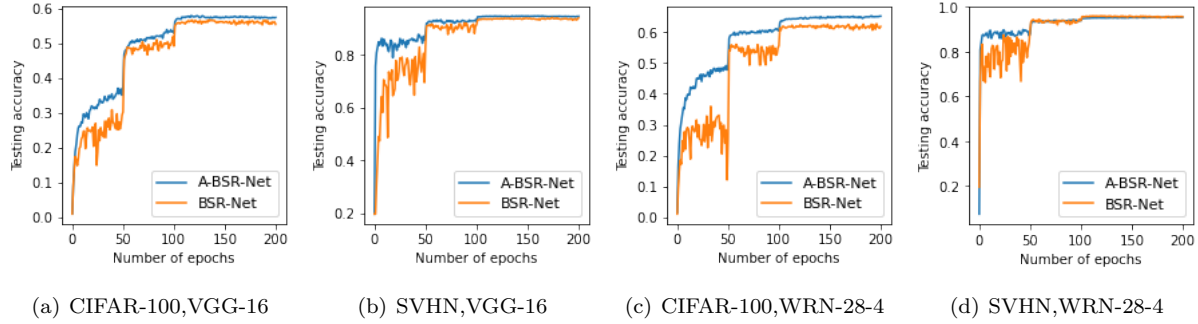 0.6
0.5
0.4
0.3
0.2
0.1
0.0
Testing accuracy
A-BSR-Net
BSR-Net
0 50 100 150 200
Number of epochs
(a) CIFAR-100,VGG-16
0.8
0.6
0.4
0.2
Testing accuracy
A-BSR-Net
BSR-Net
0 50 100 150 200
Number of epochs
(b) SVHN,VGG-16
0.6
0.5
0.4
0.3
0.2
0.1
0.0
Testing accuracy
A-BSR-Net
BSR-Net
0 50 100 150 200
Number of epochs
(c) CIFAR-100,WRN-28-4
1.0
0.8
0.6
0.4
0.2
Testing accuracy
A-BSR-Net
BSR-Net
0 50 100 150 200
Number of epochs
(d) SVHN,WRN-28-4